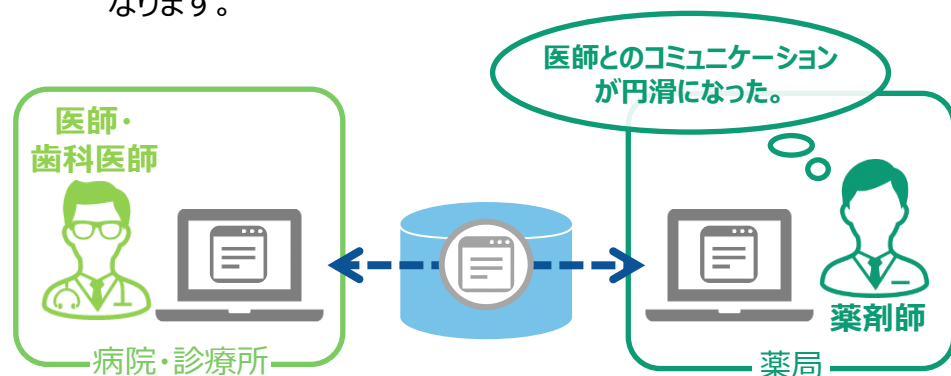 なります。
医師とのコミュニケーション
が円滑になった。
医師・
歯科医師
薬剤師
病院・診療所
薬局